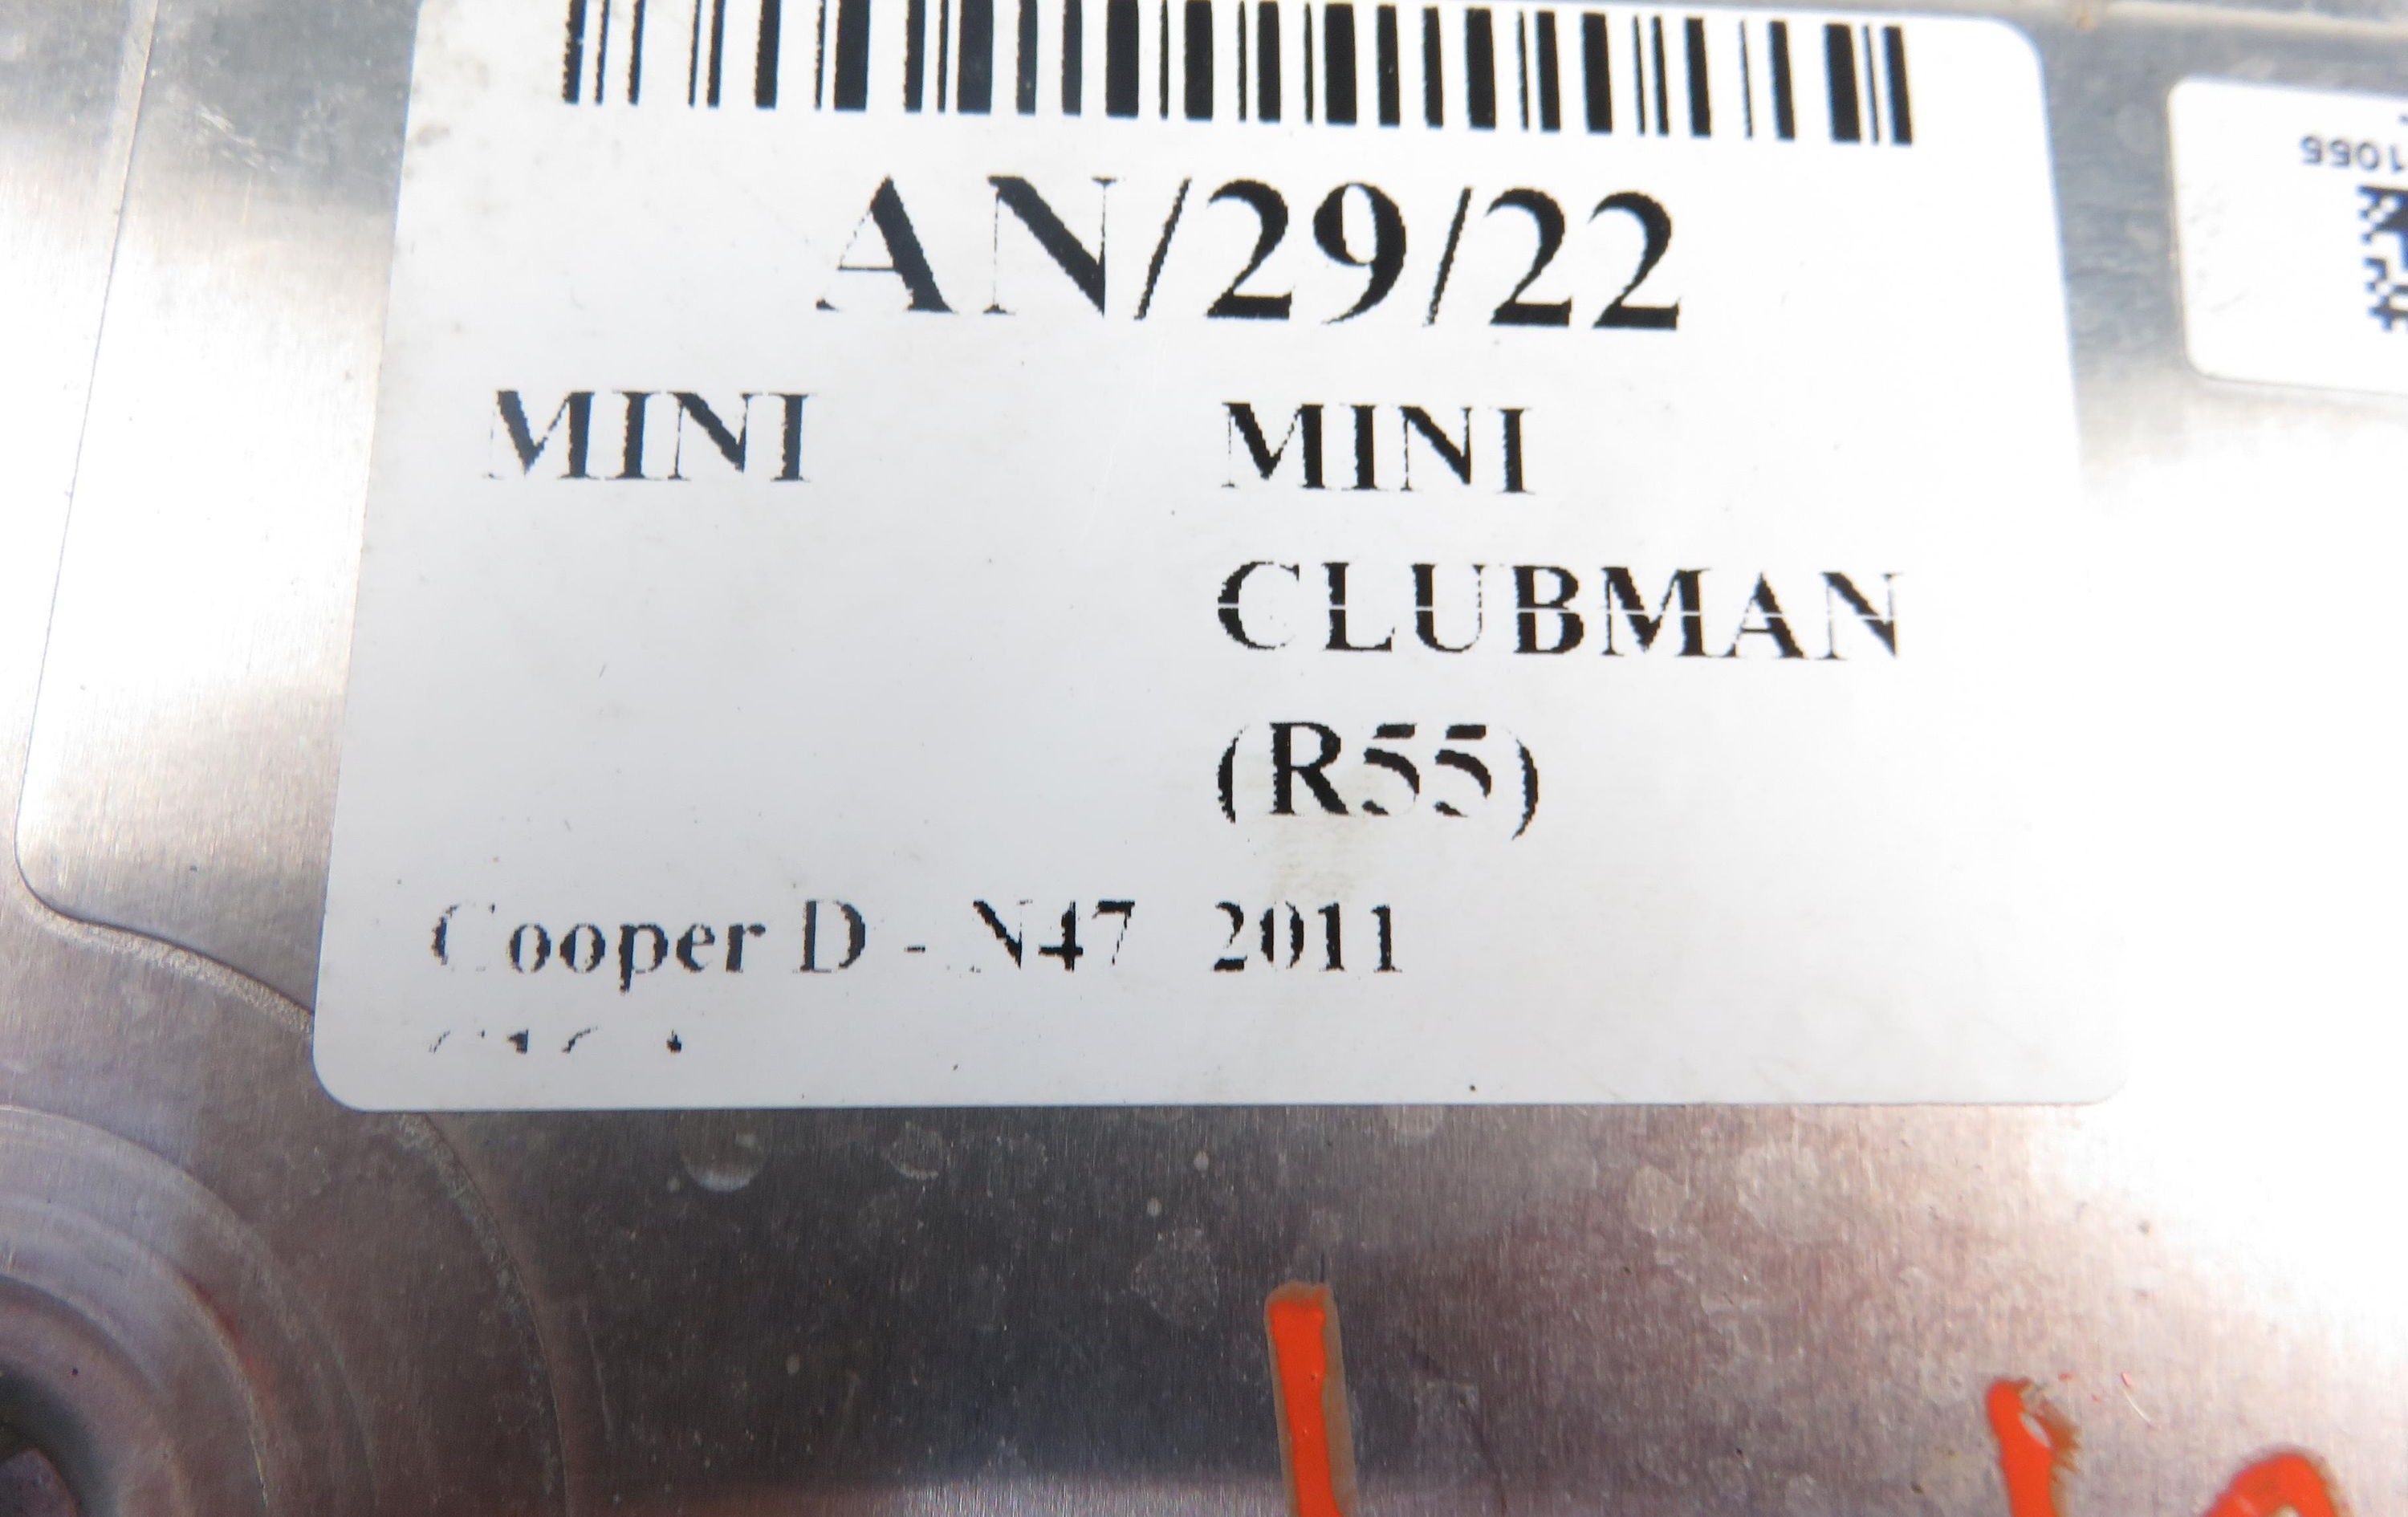 AN/29/22
MINI MINI
CLUBMAN
(R55)
Cooper D - N47 2011